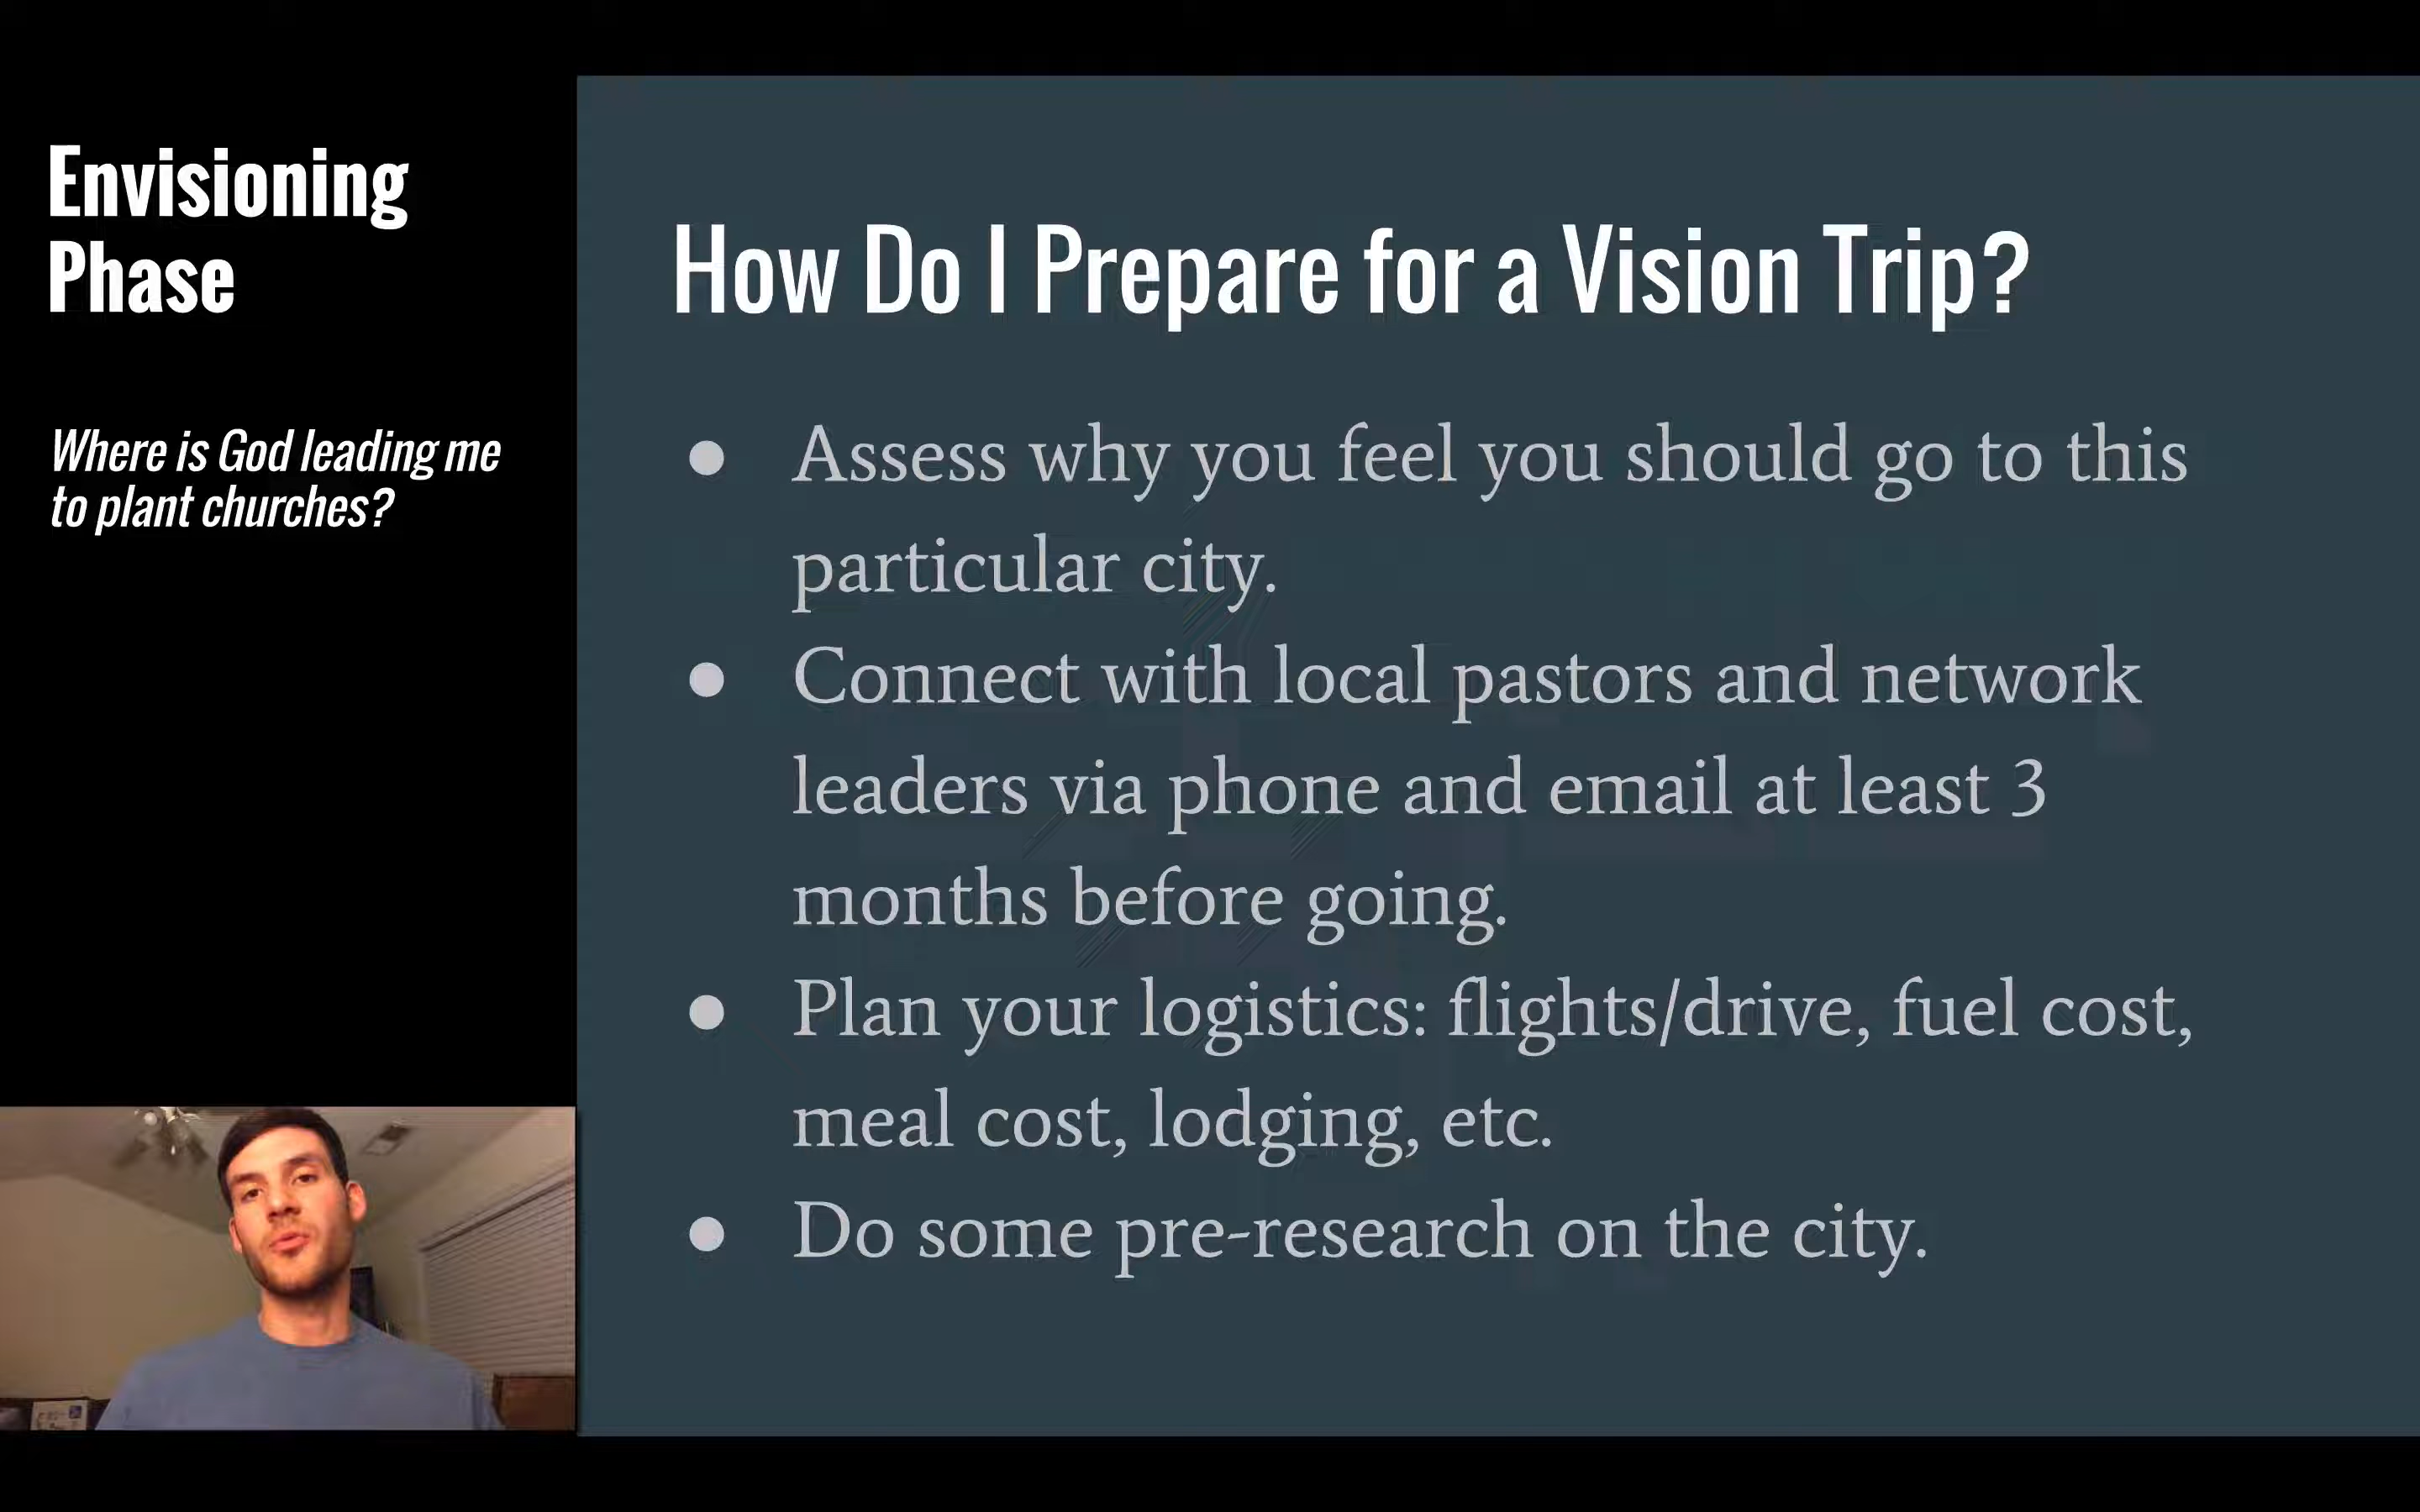 Envisioning
Phase
Where is God leading me
to plant churches?
How Do I Prepare for a Vision Trip?
● Assess why you feel you should go to this
particular city.
● Connect with local pastors and network
leaders via phone and email at least 3
months before going.
● Plan your logistics: flights/drive, fuel cost,
meal cost, lodging, etc.
● Do some pre-research on the city.